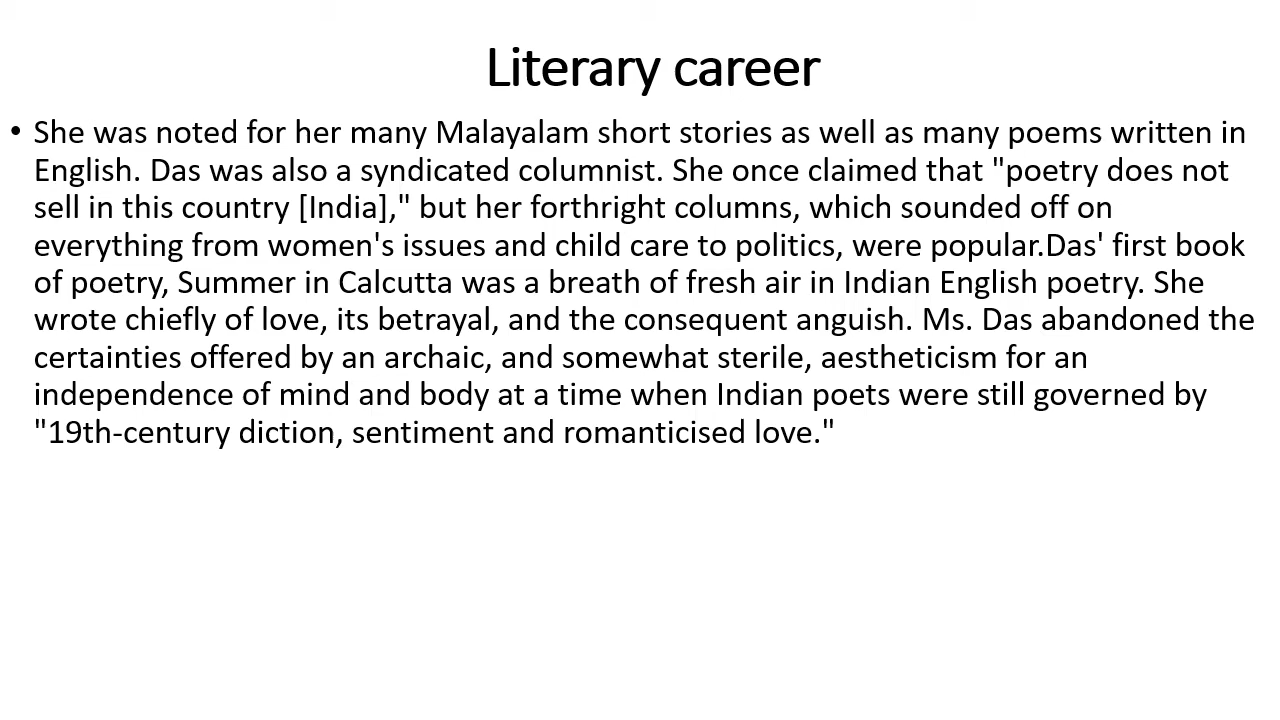 Literary career
• She was noted for her many Malayalam short stories as well as many poems written in
English. Das was also a syndicated columnist. She once claimed that "poetry does not
sell in this country [India]," but her forthright columns, which sounded off on
everything from women's issues and child care to politics, were popular.Das' first book
of poetry, Summer in Calcutta was a breath of fresh air in Indian English poetry. She
wrote chiefly of love, its betrayal, and the consequent anguish. Ms. Das abandoned the
certainties offered by an archaic, and somewhat sterile, aestheticism for an
independence of mind and body at a time when Indian poets were still governed by
"19th-century diction, sentiment and romanticised love."